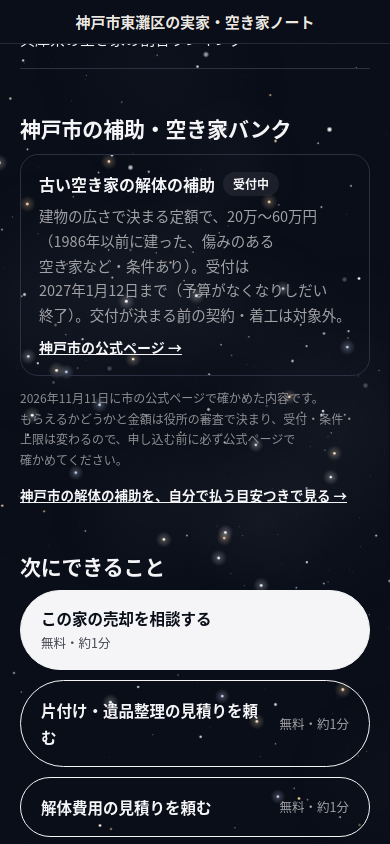 神戸市東灘区の実家・空き家ノート
神戸市の補助・空き家バンク
古い空き家の解体の補助 受付中
建物の広さで決まる定額で、20万〜60万円
（1986年以前に建った、傷みのある
空き家など・条件あり）。受付は
2027年1月12日まで（予算がなくなりしだい
終了）。交付が決まる前の契約・着工は対象外。
神戸市の公式ページ →
2026年11月11日に市の公式ページで確かめた内容です。
もらえるかどうかと金額は役所の審査で決まり、受付・条件・
上限は変わるので、申し込む前に必ず公式ページで
確かめてください。
神戸市の解体の補助を、自分で払う目安つきで見る →
次にできること
この家の売却を相談する
無料・約1分
片付け・遺品整理の見積りを頼
む
無料・約1分
解体費用の見積りを頼む 無料・約1分